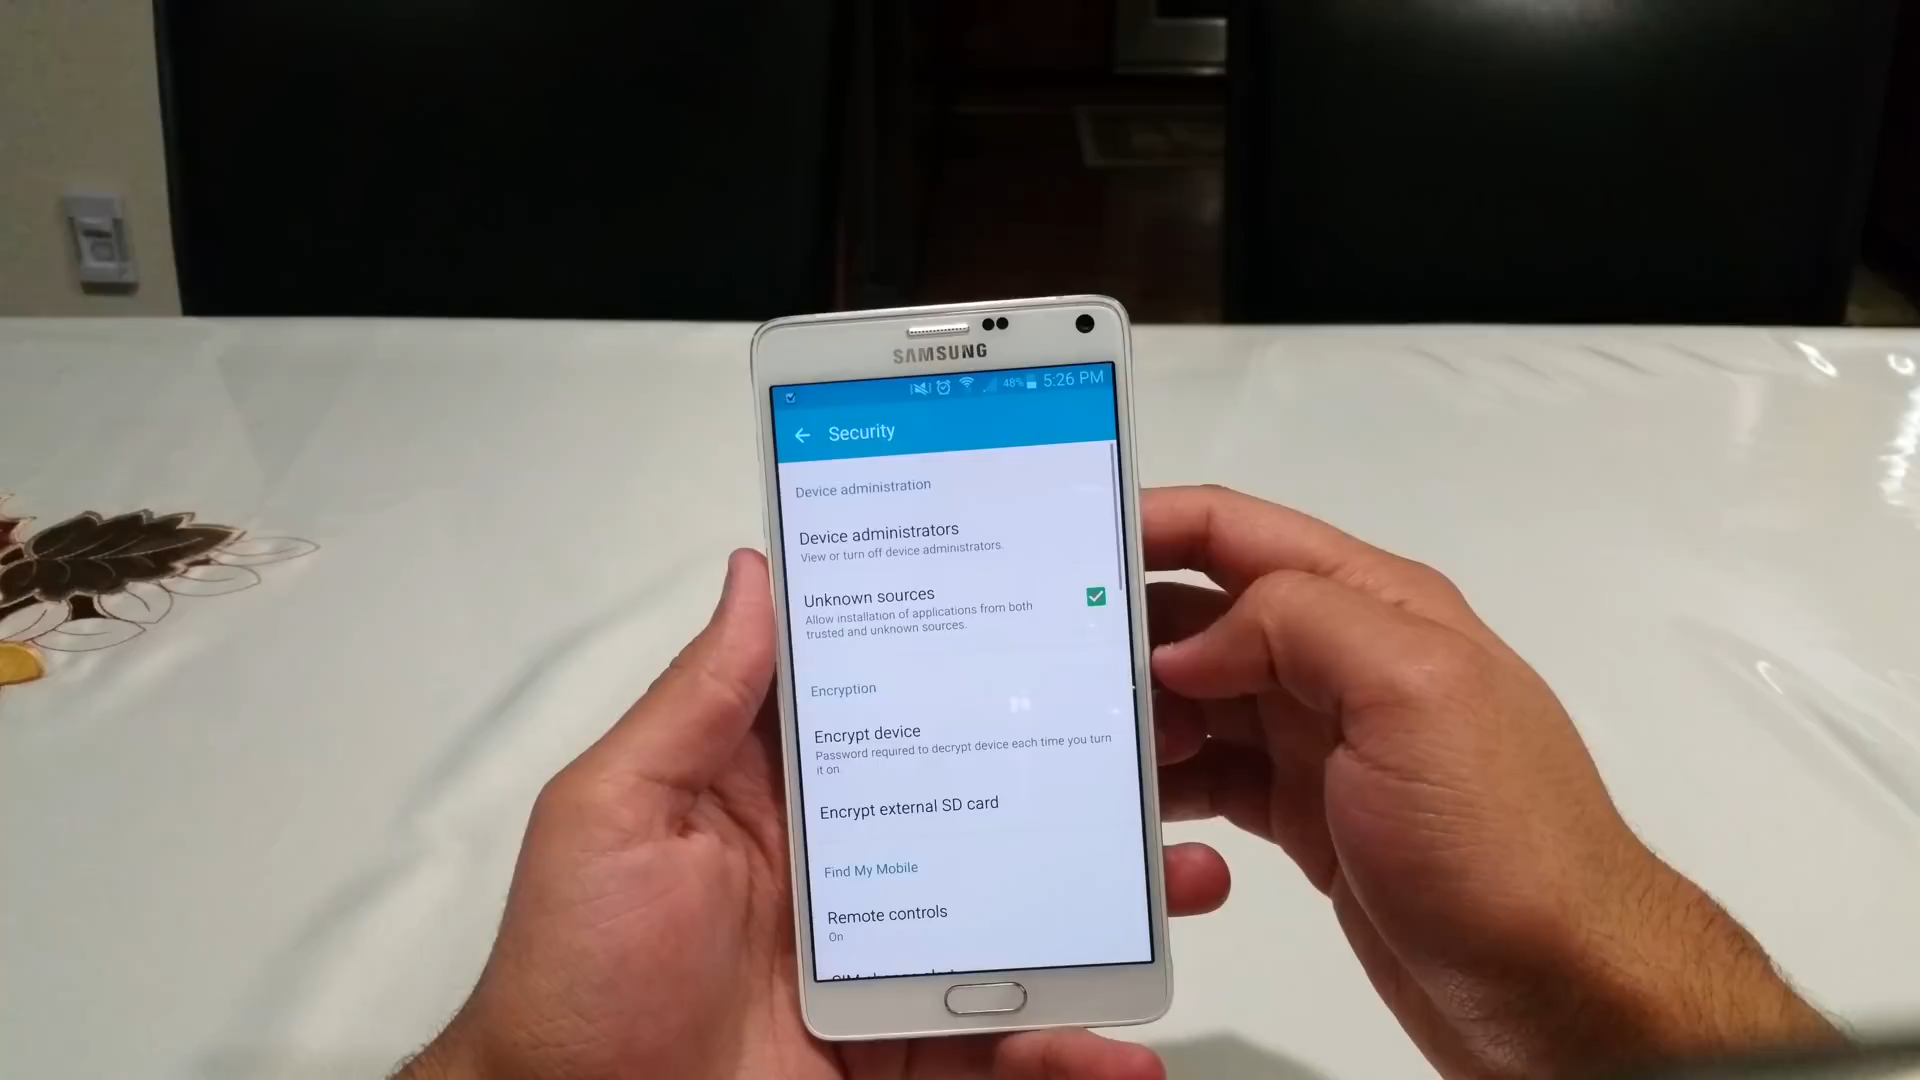 SAMSUNG
48% 5:26 PM
Security
Device administration
Device administrators
View or turn off device administrators.
Unknown sources
Allow installation of applications from both
trusted and unknown sources.
Encryption
Encrypt device
Password required to decrypt device each time you turn
it on.
Encrypt external SD card
Find My Mobile
Remote controls
On